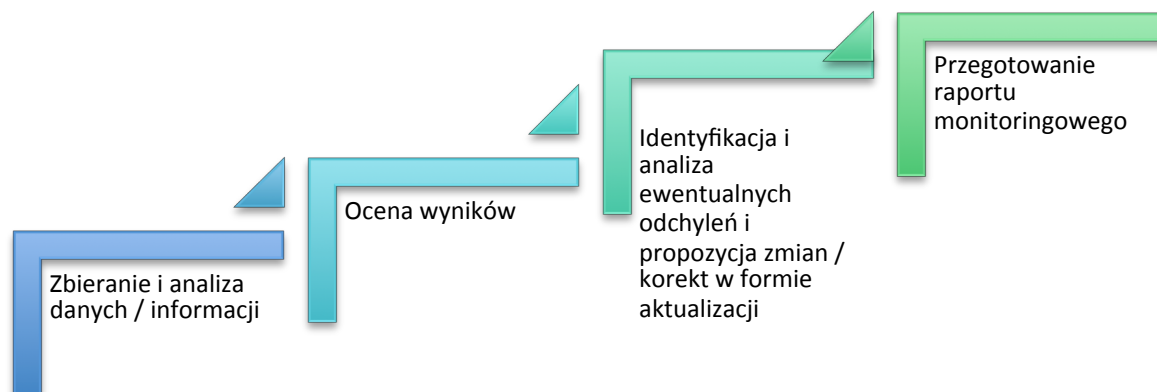 Zbieranie i analiza
danych / informacji
Ocena wyników
Identyfikacja i
analiza
ewentualnych
odchyleń i
propozycja zmian /
korekt w formie
aktualizacji
Przegotowanie
raportu
monitoringowego